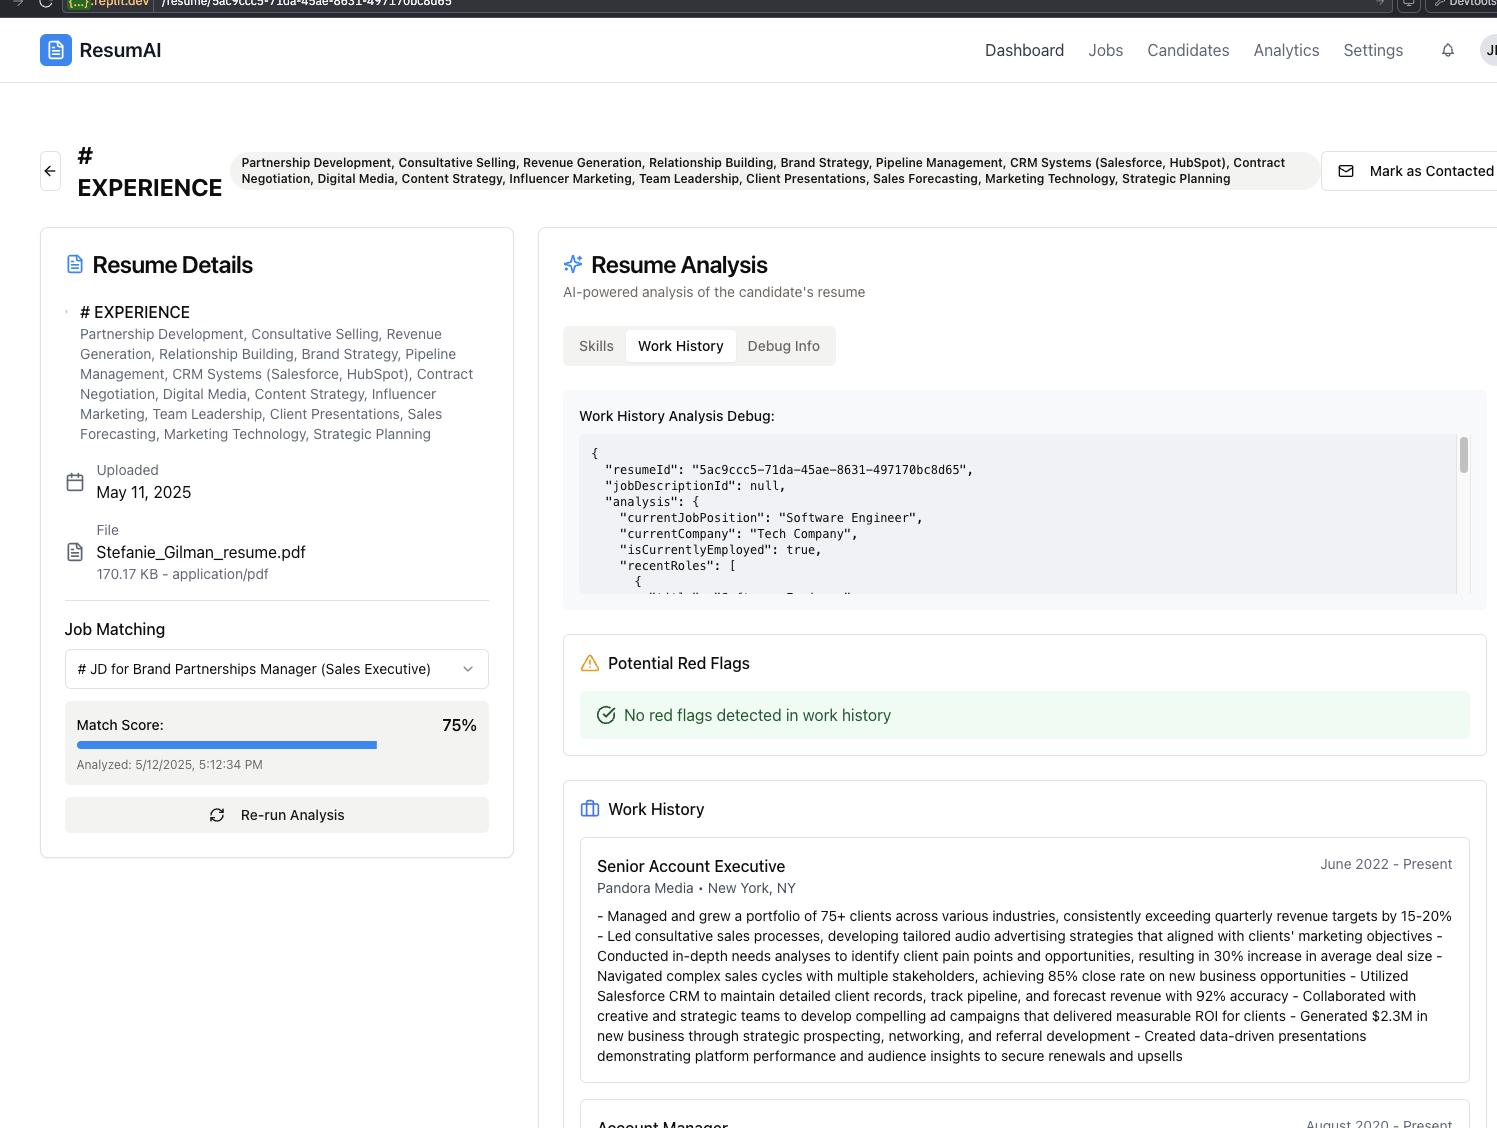 {...}.replit.dev /resume/5ac9ccc5-71da-45ae-8631-497170bc8d65
Devtools
ResumAI
Dashboard Jobs Candidates Analytics Settings
# EXPERIENCE
Partnership Development, Consultative Selling, Revenue Generation, Relationship Building, Brand Strategy, Pipeline Management, CRM Systems (Salesforce, HubSpot), Contract
Negotiation, Digital Media, Content Strategy, Influencer Marketing, Team Leadership, Client Presentations, Sales Forecasting, Marketing Technology, Strategic Planning
Mark as Contacted
Resume Details
# EXPERIENCE
Partnership Development, Consultative Selling, Revenue
Generation, Relationship Building, Brand Strategy, Pipeline
Management, CRM Systems (Salesforce, HubSpot), Contract
Negotiation, Digital Media, Content Strategy, Influencer
Marketing, Team Leadership, Client Presentations, Sales
Forecasting, Marketing Technology, Strategic Planning
Uploaded
May 11, 2025
File
Stefanie_Gilman_resume.pdf
170.17 KB - application/pdf
Job Matching
# JD for Brand Partnerships Manager (Sales Executive)
Match Score: 75%
Analyzed: 5/12/2025, 5:12:34 PM
Re-run Analysis
Resume Analysis
AI-powered analysis of the candidate's resume
Skills Work History Debug Info
Work History Analysis Debug:
{
"resumeId": "5ac9ccc5-71da-45ae-8631-497170bc8d65",
"jobDescriptionId": null,
"analysis": {
"currentJobPosition": "Software Engineer",
"currentCompany": "Tech Company",
"isCurrentlyEmployed": true,
"recentRoles": [
{
Potential Red Flags
No red flags detected in work history
Work History
Senior Account Executive June 2022 - Present
Pandora Media • New York, NY
- Managed and grew a portfolio of 75+ clients across various industries, consistently exceeding quarterly revenue targets by 15-20%
- Led consultative sales processes, developing tailored audio advertising strategies that aligned with clients' marketing objectives -
Conducted in-depth needs analyses to identify client pain points and opportunities, resulting in 30% increase in average deal size -
Navigated complex sales cycles with multiple stakeholders, achieving 85% close rate on new business opportunities - Utilized
Salesforce CRM to maintain detailed client records, track pipeline, and forecast revenue with 92% accuracy - Collaborated with
creative and strategic teams to develop compelling ad campaigns that delivered measurable ROI for clients - Generated $2.3M in
new business through strategic prospecting, networking, and referral development - Created data-driven presentations
demonstrating platform performance and audience insights to secure renewals and upsells
Account Manager August 2020 - Present